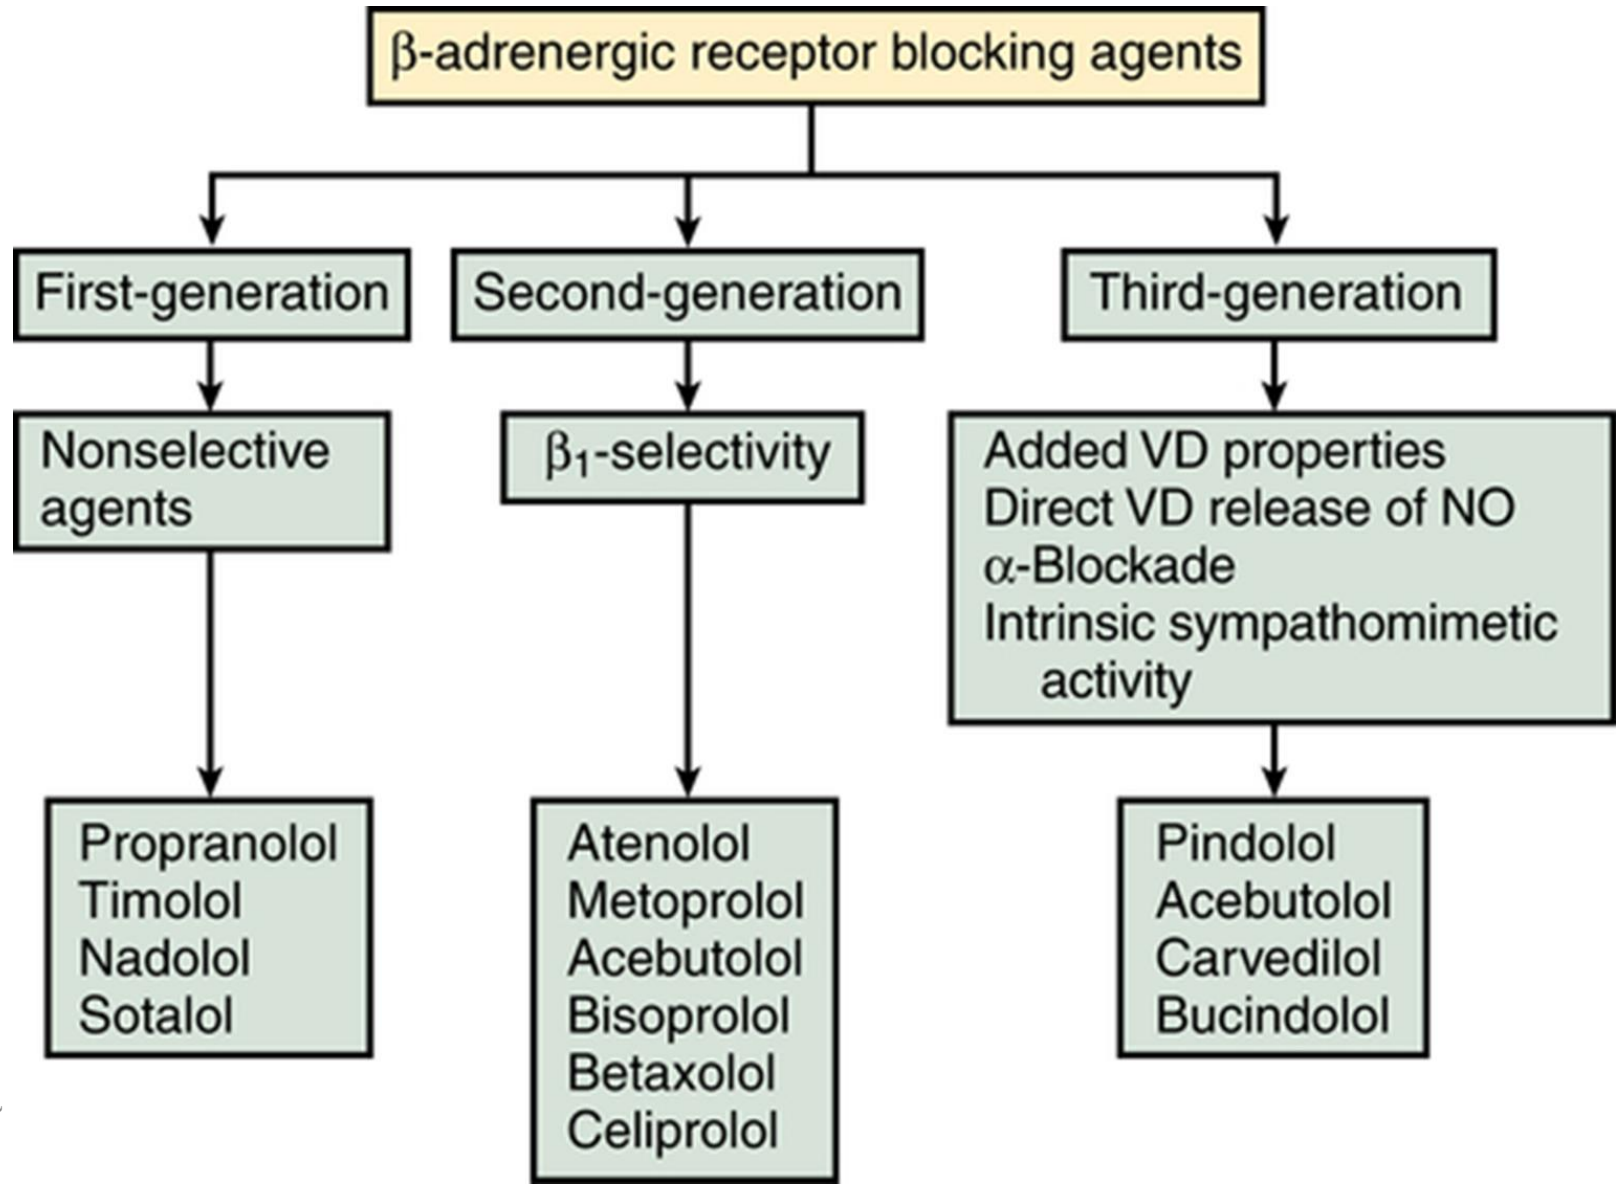 β-adrenergic receptor blocking agents
First-generation
Second-generation
Third-generation
Nonselective
agents
β₁-selectivity
Added VD properties
Direct VD release of NO
α-Blockade
Intrinsic sympathomimetic
activity
Propranolol
Timolol
Nadolol
Sotalol
Atenolol
Metoprolol
Acebutolol
Bisoprolol
Betaxolol
Celiprolol
Pindolol
Acebutolol
Carvedilol
Bucindolol